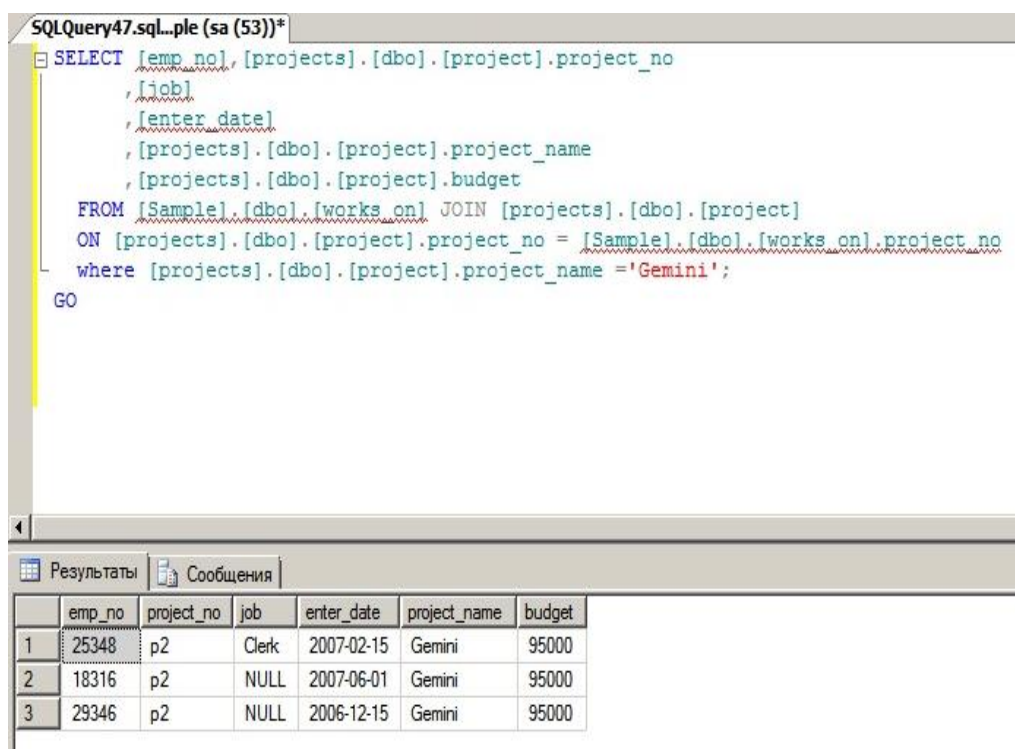 SQLQuery47.sql...ple (sa (53))*
SELECT [emp_no],[projects].[dbo].[project].project_no
,[job]
,[enter_date]
,[projects].[dbo].[project].project_name
,[projects].[dbo].[project].budget
FROM [Sample].[dbo].[works_on] JOIN [projects].[dbo].[project]
ON [projects].[dbo].[project].project_no = [Sample].[dbo].[works_on].project_no
where [projects].[dbo].[project].project_name ='Gemini';
GO
Результаты Сообщения
emp_no project_no job enter_date project_name budget
1 25348 p2 Clerk 2007-02-15 Gemini 95000
2 18316 p2 NULL 2007-06-01 Gemini 95000
3 29346 p2 NULL 2006-12-15 Gemini 95000